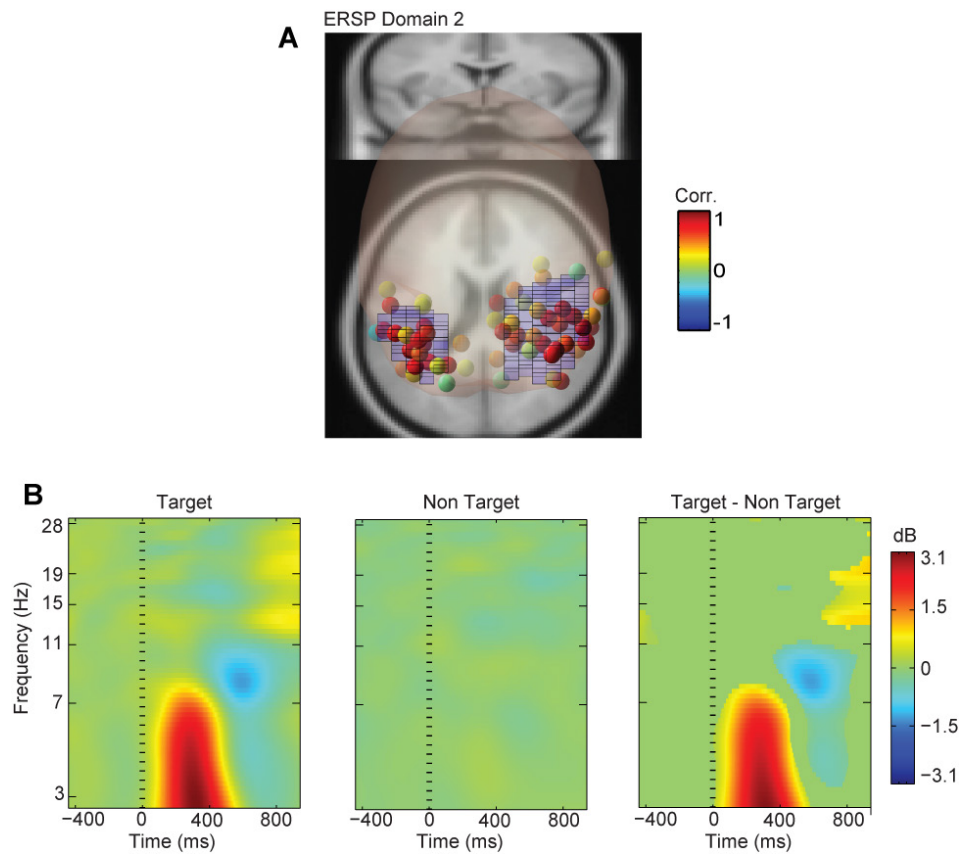 ERSP Domain 2
A
Corr.
1
0
-1
B
Target
Non Target
Target - Non Target
Frequency (Hz)
28
19
15
11
7
3
−400
0
400
800
Time (ms)
−400
0
400
800
Time (ms)
−400
0
400
800
Time (ms)
dB
3.1
1.5
0
−1.5
−3.1